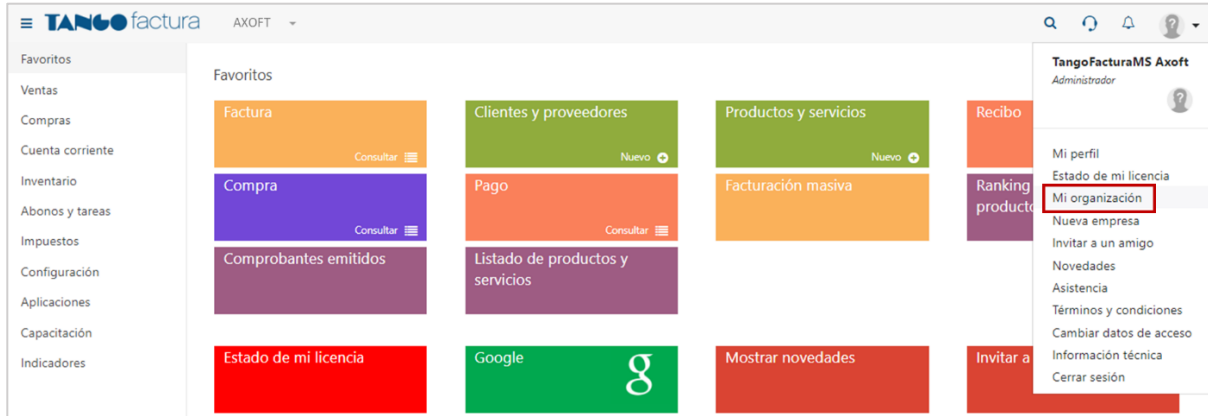 TANGO factura
AXOFT
Favoritos
Ventas
Compras
Cuenta corriente
Inventario
Abonos y tareas
Impuestos
Configuración
Aplicaciones
Capacitación
Indicadores
Favoritos
Factura
Consultar
Clientes y proveedores
Nuevo
Productos y servicios
Nuevo
Recibo
Compra
Consultar
Pago
Consultar
Facturación masiva
Ranking
producto
Comprobantes emitidos
Listado de productos y
servicios
Estado de mi licencia
Google
g
Mostrar novedades
Invitar a
TangoFacturaMS Axoft
Administrador
Mi perfil
Estado de mi licencia
Mi organización
Nueva empresa
Invitar a un amigo
Novedades
Asistencia
Términos y condiciones
Cambiar datos de acceso
Información técnica
Cerrar sesión